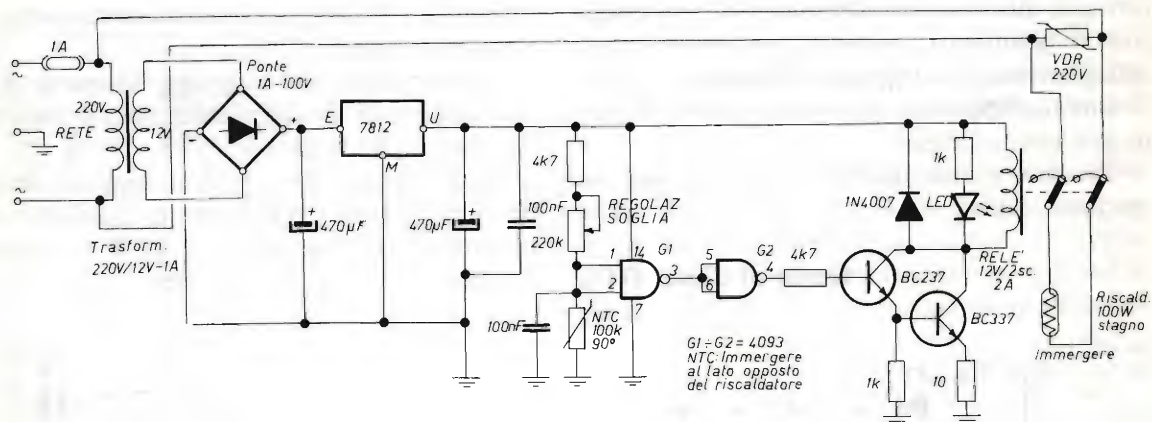 1A
~
220V
RETE
~
12V
Trasform.
220V/12V-1A
Ponte
1A-100V
+
-
E
7812
U
M
+
470µF
+
470µF
100nF
4k7
REGOLAZ
SOGLIA
220k
100nF
NTC
100k
90°
1
2
14
7
G1
3
5
6
G2
4
4k7
G1÷G2 = 4093
NTC: Immergere
al lato opposto
del riscaldatore
1N4007
1k
LED
BC237
BC337
1k
10
RELE'
12V/2sc.
2A
VDR
220V
Riscald.
100W
stagno
Immergere